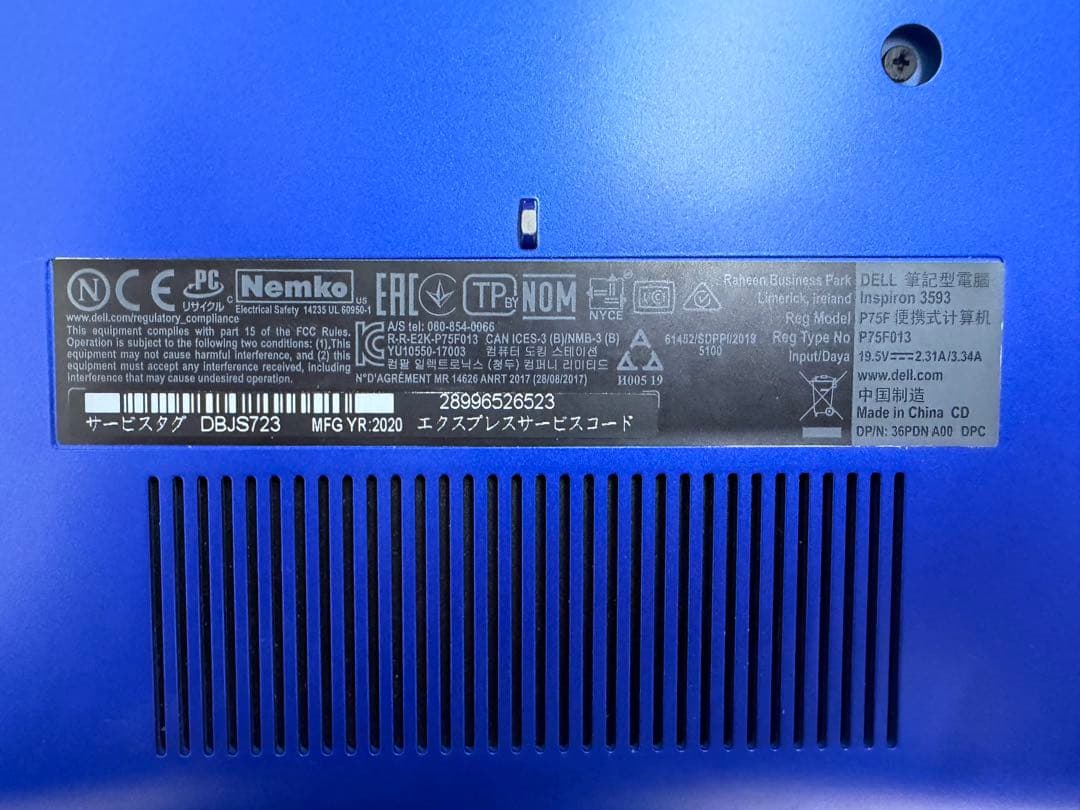 N CE PC リサイクル Nemko C US EAC TP BY NOM NYCE
Electrical Safety 14235 UL 60950-1
www.dell.com/regulatory_compliance
This equipment complies with part 15 of the FCC Rules.
Operation is subject to the following two conditions: (1),This
equipment may not cause harmful interference, and (2) this
equipment must accept any interference received, including
interference that may cause undesired operation.
A/S tel: 080-854-0066
R-R-E2K-P75F013 CAN ICES-3 (B)/NMB-3 (B)
YU10550-17003 컴퓨터 도킹 스테이션
컴팔 일렉트로닉스 (청두) 컴퍼니 리미티드
N°D'AGRÉMENT MR 14626 ANRT 2017 (28/08/2017)
И005 19
61452/SDPPI/2019
5100
Raheen Business Park
Limerick, Ireland
Reg Model
Reg Type No
Input/Daya
DELL 筆記型電腦
Inspiron 3593
P75F 便携式计算机
P75F013
19.5V⎓2.31A/3.34A
www.dell.com
中国制造
Made in China CD
DP/N: 36PDN A00 DPC
28996526523
サービスタグ DBJS723 MFG YR:2020 エクスプレスサービスコード